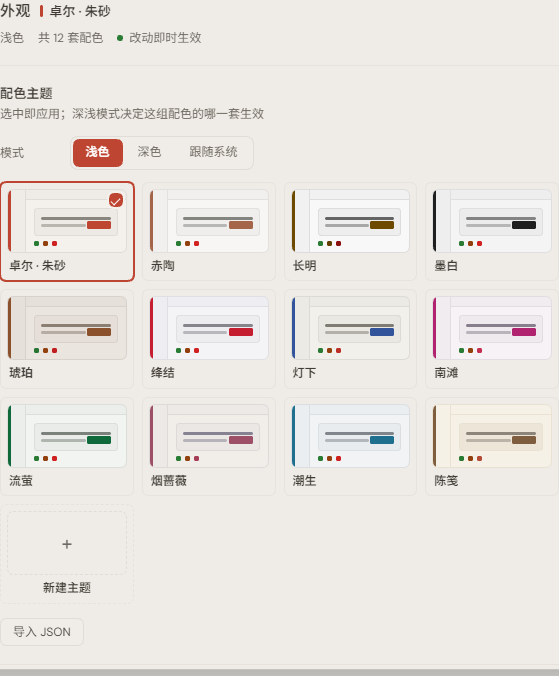 外观 卓尔 · 朱砂
浅色 共 12 套配色 改动即时生效
配色主题
选中即应用；深浅模式决定这组配色的哪一套生效
模式 浅色 深色 跟随系统
卓尔 · 朱砂 赤陶 长明 墨白
琥珀 绛结 灯下 南滩
流萤 烟蔷薇 潮生 陈笺
+
新建主题
导入 JSON